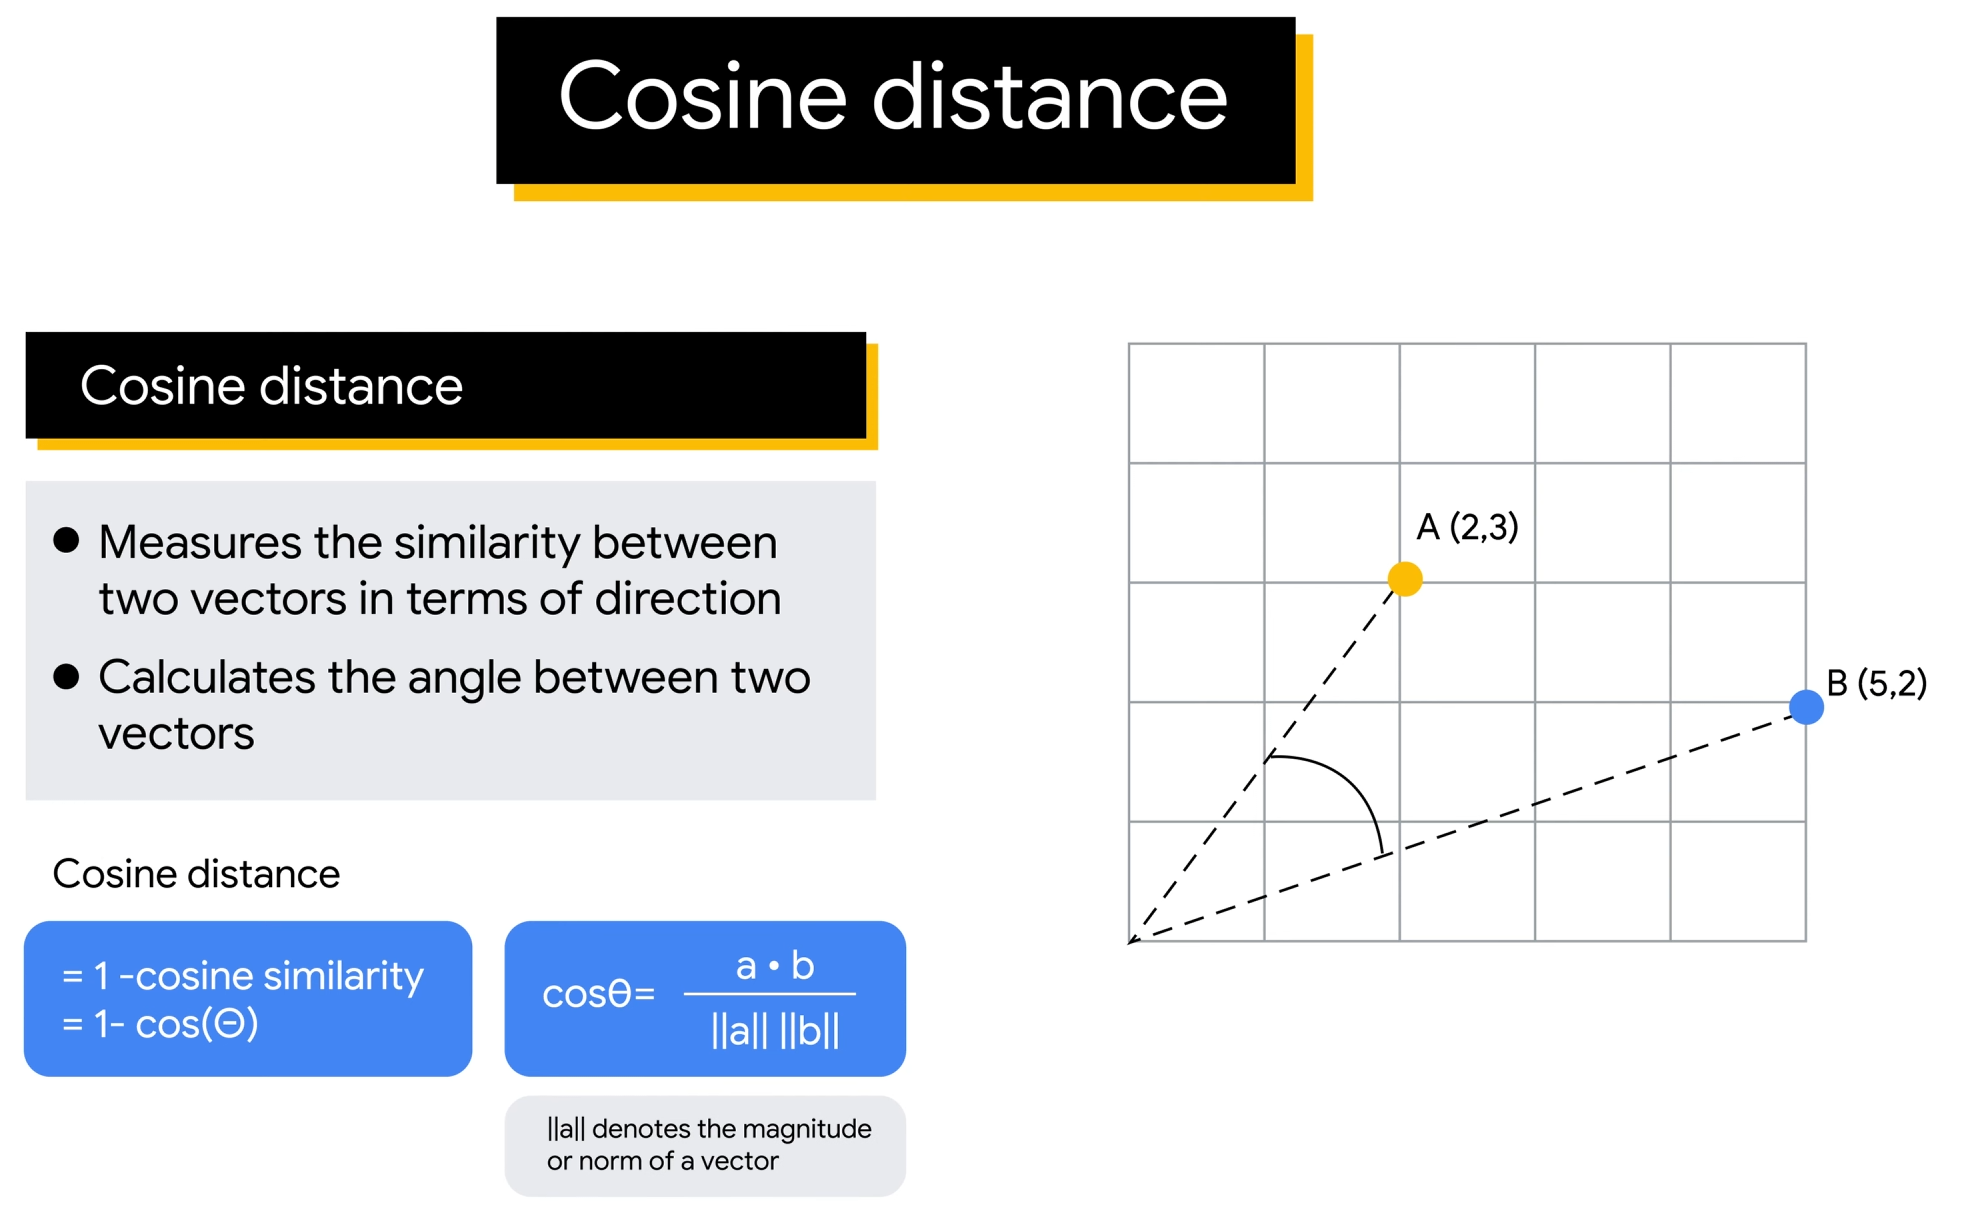 Cosine distance
Cosine distance
● Measures the similarity between
two vectors in terms of direction
● Calculates the angle between two
vectors
Cosine distance
= 1 -cosine similarity
= 1- cos(Θ)
cosθ=
a • b
||a|| ||b||
||a|| denotes the magnitude
or norm of a vector
A (2,3)
B (5,2)